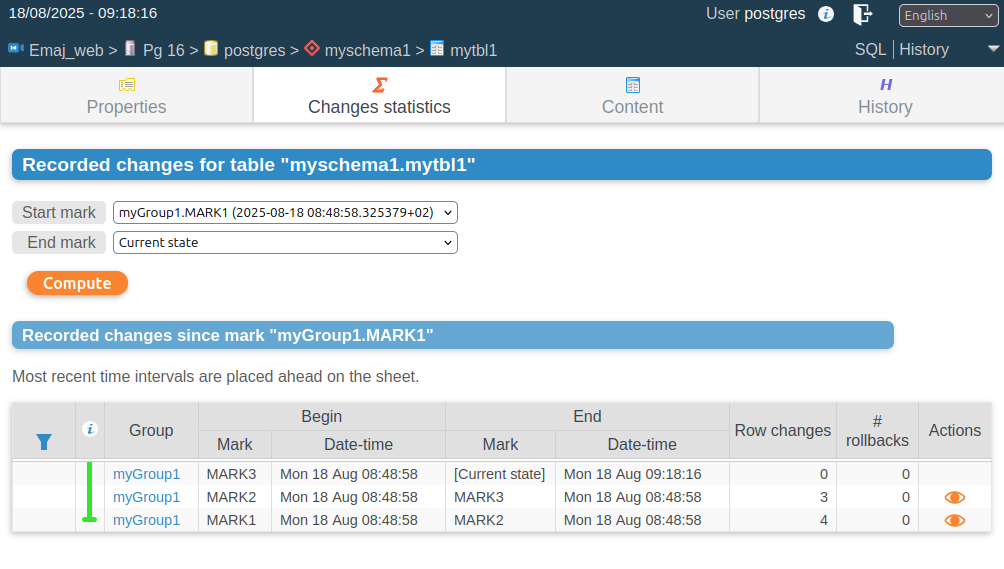 18/08/2025 - 09:18:16
User postgres
English
Emaj_web > Pg 16 > postgres > myschema1 > mytbl1
SQL | History
Properties
Changes statistics
Content
History
Recorded changes for table "myschema1.mytbl1"
Start mark myGroup1.MARK1 (2025-08-18 08:48:58.325379+02)
End mark Current state
Compute
Recorded changes since mark "myGroup1.MARK1"
Most recent time intervals are placed ahead on the sheet.
Group Begin End Row changes # rollbacks Actions
Mark Date-time Mark Date-time
myGroup1 MARK3 Mon 18 Aug 08:48:58 [Current state] Mon 18 Aug 09:18:16 0 0
myGroup1 MARK2 Mon 18 Aug 08:48:58 MARK3 Mon 18 Aug 08:48:58 3 0
myGroup1 MARK1 Mon 18 Aug 08:48:58 MARK2 Mon 18 Aug 08:48:58 4 0